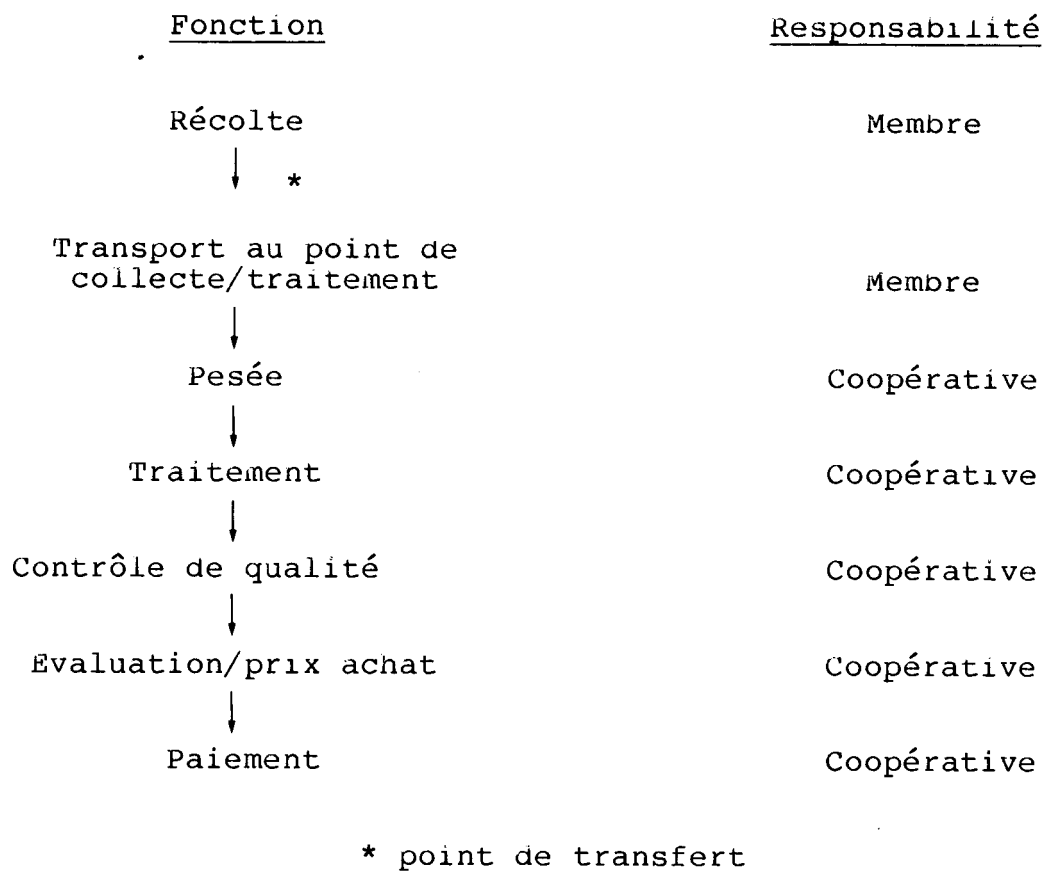 Fonction Responsabilité
Récolte Membre
*
Transport au point de
collecte/traitement Membre
Pesée Coopérative
Traitement Coopérative
Contrôle de qualité Coopérative
Evaluation/prix achat Coopérative
Paiement Coopérative
* point de transfert